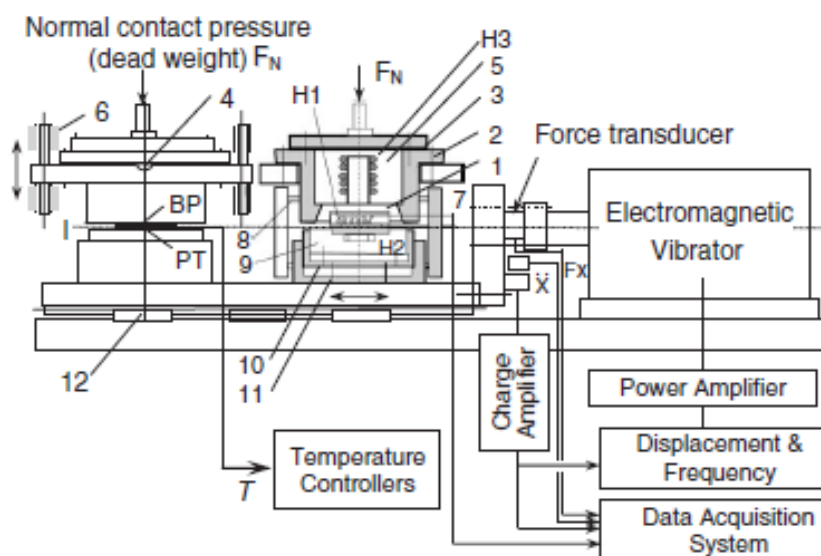 Normal contact pressure
(dead weight) FN
FN
H3
5
3
2
1
H1
6
4
Force transducer
7
BP
I
PT
8
9
H2
Electromagnetic
Vibrator
Ẍ
Fx
10
11
12
Charge
Amplifier
Power Amplifier
T
Temperature
Controllers
Displacement &
Frequency
Data Acquisition
System